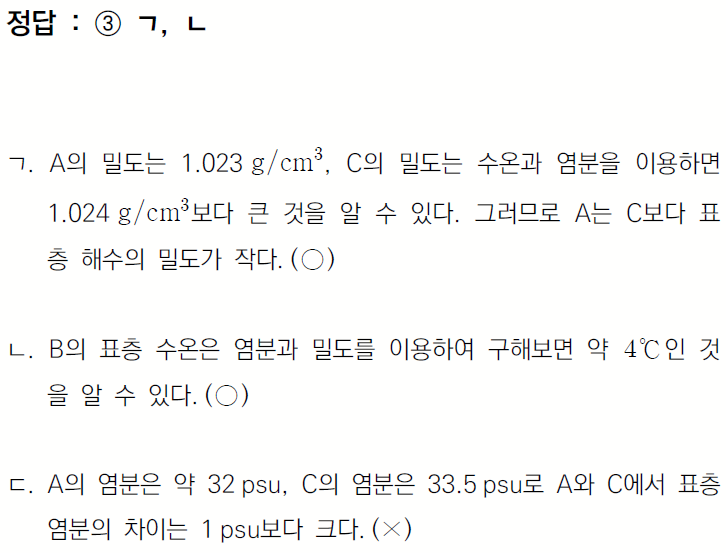 정답 : ③ ㄱ, ㄴ
ㄱ. A의 밀도는 1.023 g/cm³, C의 밀도는 수온과 염분을 이용하면
1.024 g/cm³보다 큰 것을 알 수 있다. 그러므로 A는 C보다 표
층 해수의 밀도가 작다.(○)
ㄴ. B의 표층 수온은 염분과 밀도를 이용하여 구해보면 약 4℃인 것
을 알 수 있다.(○)
ㄷ. A의 염분은 약 32 psu, C의 염분은 33.5 psu로 A와 C에서 표층
염분의 차이는 1 psu보다 크다.(×)